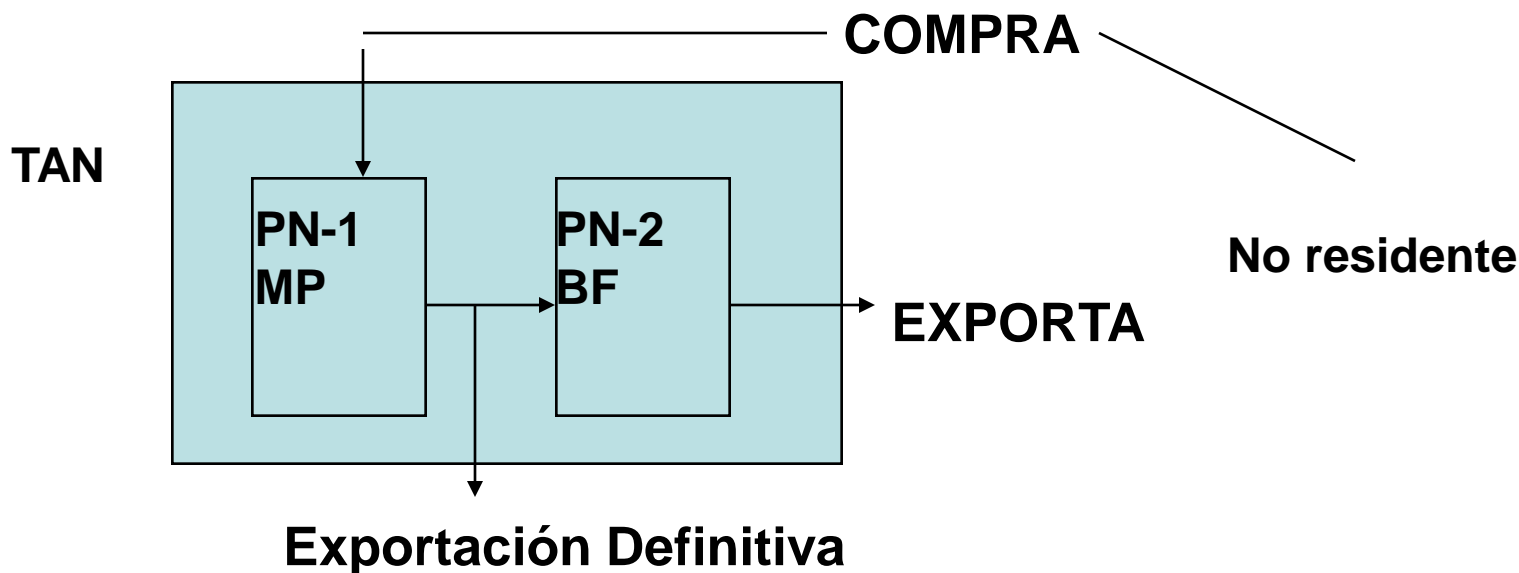 COMPRA
TAN
PN-1
MP
PN-2
BF
No residente
EXPORTA
Exportación Definitiva